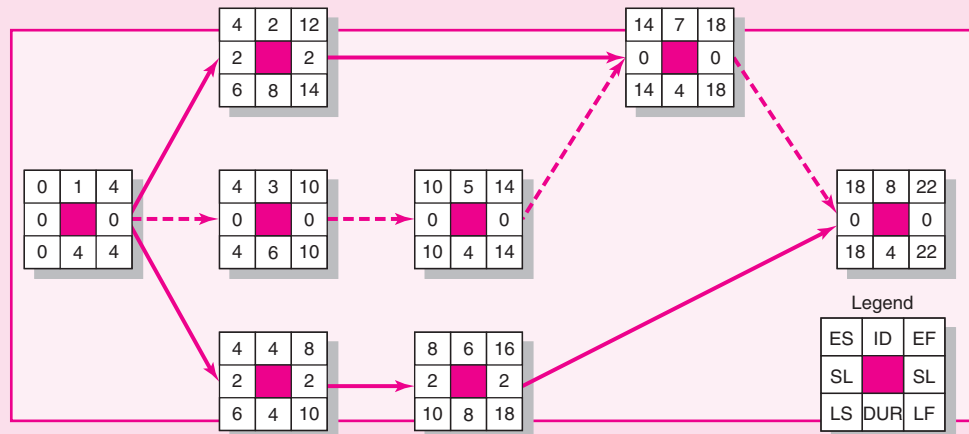 4 2 12
2 2
6 8 14
14 7 18
0 0
14 4 18
0 1 4
0 0
0 4 4
4 3 10
0 0
4 6 10
10 5 14
0 0
10 4 14
18 8 22
0 0
18 4 22
4 4 8
2 2
6 4 10
8 6 16
2 2
10 8 18
Legend
ES ID EF
SL SL
LS DUR LF